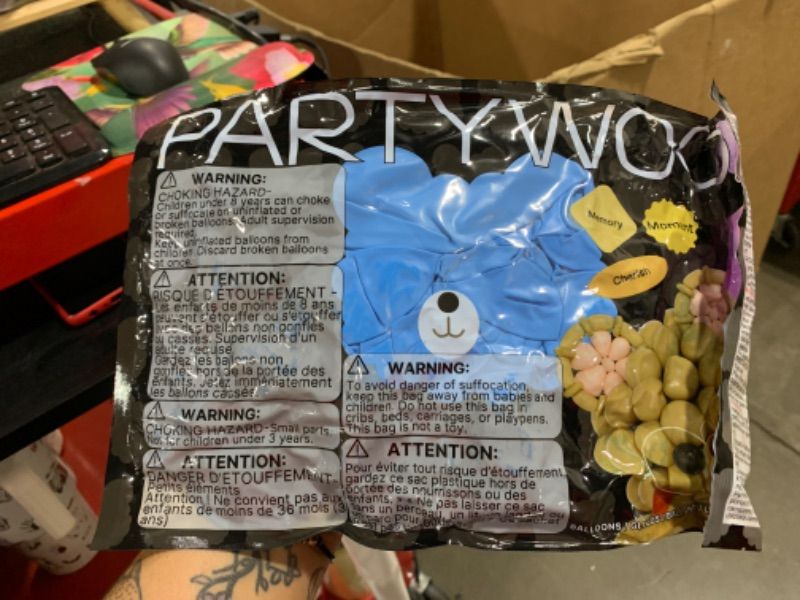 PARTYWOO
WARNING:
CHOKING HAZARD-
Children under 8 years can choke
or suffocate on uninflated or
broken balloons. Adult supervision
required.
Keep uninflated balloons from
children. Discard broken balloons
at once.
ATTENTION:
RISQUE D'ÉTOUFFEMENT -
Les enfants de moins de 8 ans
peuvent s'étouffer ou s'étouffer
avec des ballons non gonflés
ou cassés. Supervision d'un
adulte requise.
Gardez les ballons non
gonflés hors de la portée des
enfants. Jetez immédiatement
les ballons cassés.
WARNING:
CHOKING HAZARD-Small parts.
Not for children under 3 years.
ATTENTION:
DANGER D'ÉTOUFFEMENT-
Petits éléments
Attention ! Ne convient pas aux
enfants de moins de 36 mois (3
ans)
WARNING:
To avoid danger of suffocation,
keep this bag away from babies and
children. Do not use this bag in
cribs, beds, carriages, or playpens.
This bag is not a toy.
ATTENTION:
Pour éviter tout risque d'étouffement,
gardez ce sac plastique hors de
portée des nourrissons ou des
enfants. Ne pas laisser ce sac
dans un berceau, un
pour
Memory
Moment
Cherish
BALLOONS